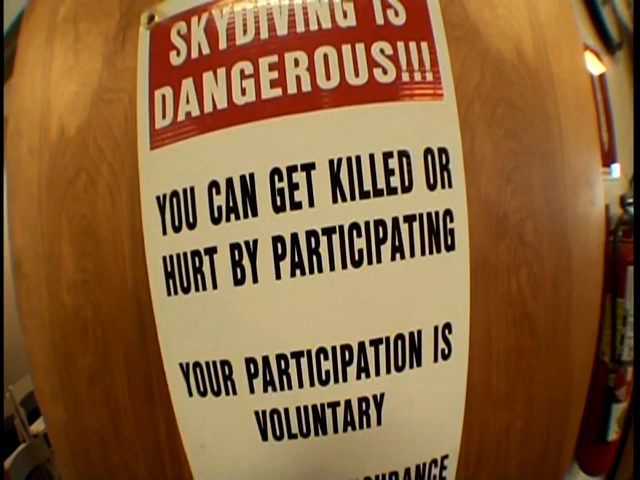 SKYDIVING IS
DANGEROUS!!!
YOU CAN GET KILLED OR
HURT BY PARTICIPATING
YOUR PARTICIPATION IS
VOLUNTARY